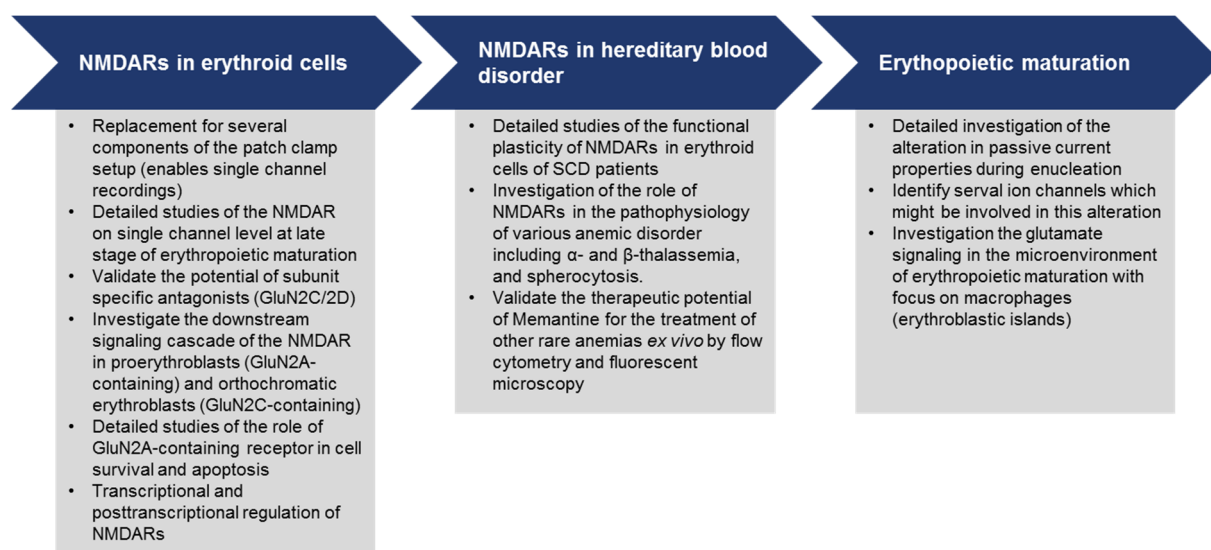 NMDARs in erythroid cells
• Replacement for several
components of the patch clamp
setup (enables single channel
recordings)
• Detailed studies of the NMDAR
on single channel level at late
stage of erythropoietic maturation
• Validate the potential of subunit
specific antagonists (GluN2C/2D)
• Investigate the downstream
signaling cascade of the NMDAR
in proerythroblasts (GluN2A-
containing) and orthochromatic
erythroblasts (GluN2C-containing)
• Detailed studies of the role of
GluN2A-containing receptor in cell
survival and apoptosis
• Transcriptional and
posttranscriptional regulation of
NMDARs
NMDARs in hereditary blood
disorder
• Detailed studies of the functional
plasticity of NMDARs in erythroid
cells of SCD patients
• Investigation of the role of
NMDARs in the pathophysiology
of various anemic disorder
including α- and β-thalassemia,
and spherocytosis.
• Validate the therapeutic potential
of Memantine for the treatment of
other rare anemias ex vivo by flow
cytometry and fluorescent
microscopy
Erythopoietic maturation
• Detailed investigation of the
alteration in passive current
properties during enucleation
• Identify serval ion channels which
might be involved in this alteration
• Investigation the glutamate
signaling in the microenvironment
of erythropoietic maturation with
focus on macrophages
(erythroblastic islands)